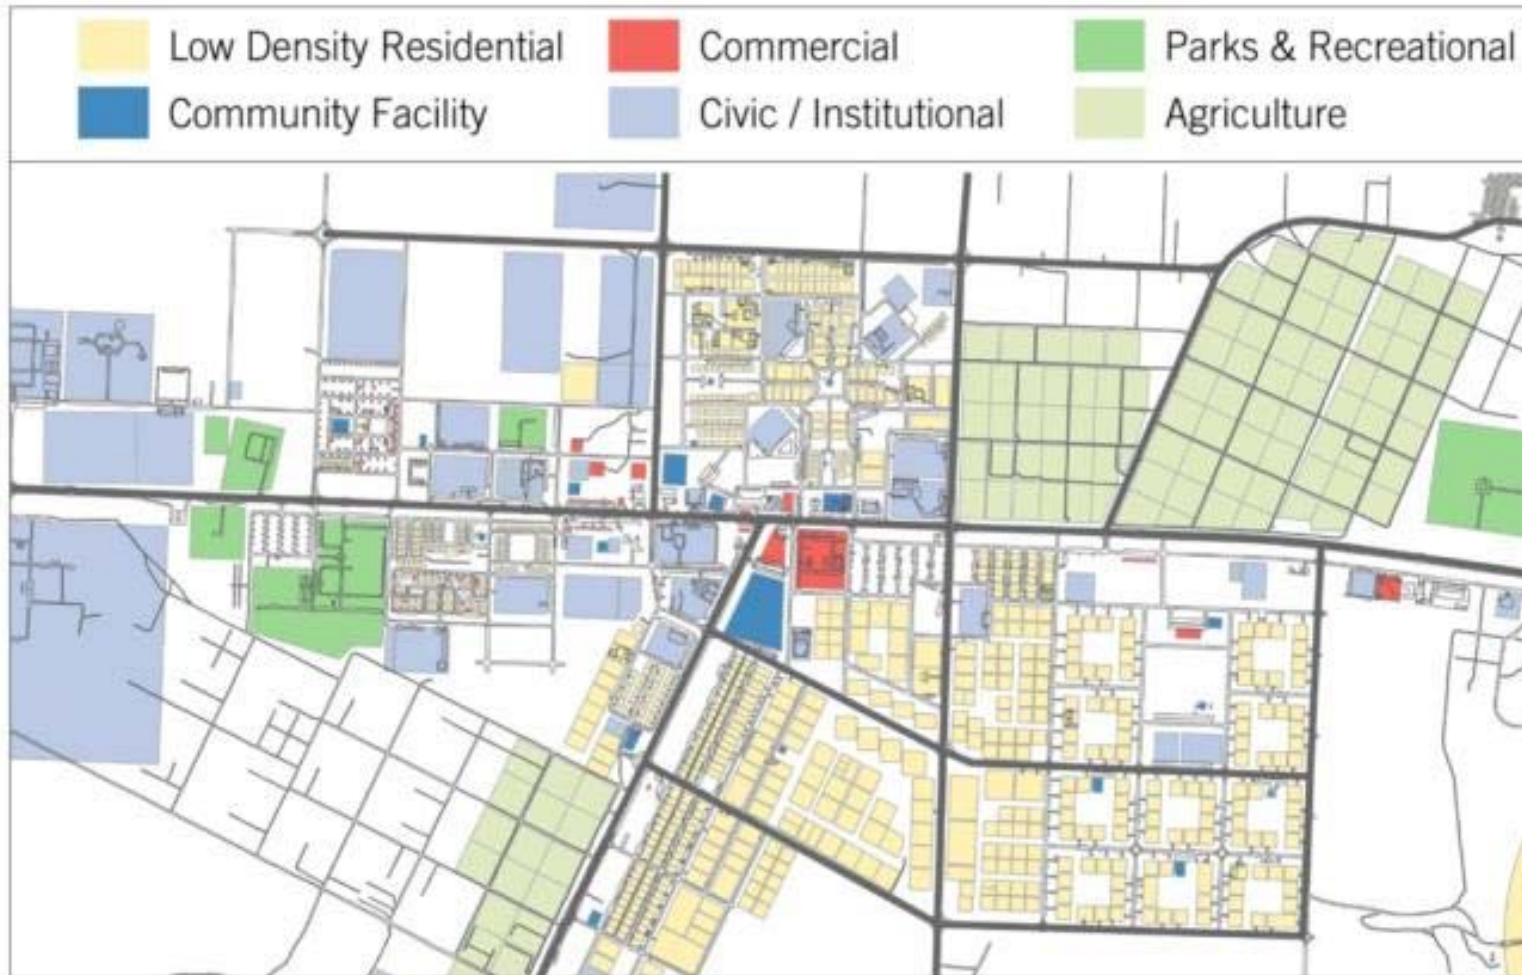 Low Density Residential Commercial Parks & Recreational
Community Facility Civic / Institutional Agriculture